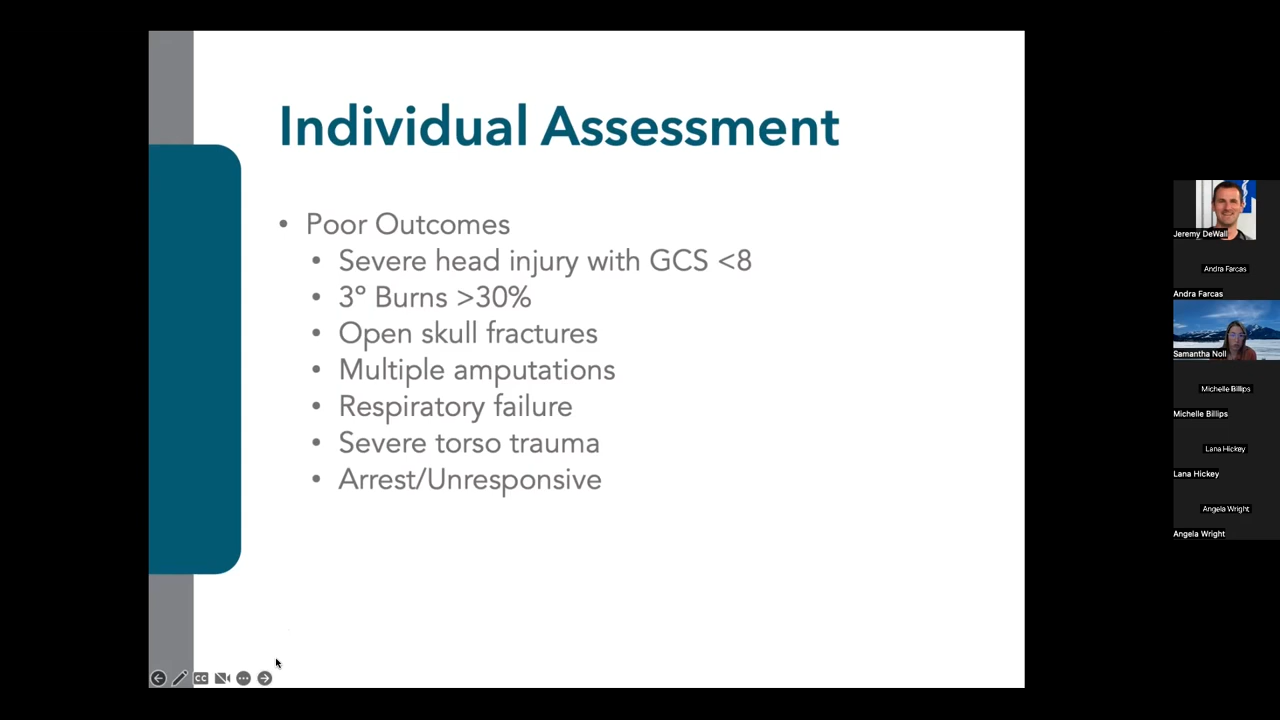 Individual Assessment
• Poor Outcomes
• Severe head injury with GCS <8
• 3º Burns >30%
• Open skull fractures
• Multiple amputations
• Respiratory failure
• Severe torso trauma
• Arrest/Unresponsive
CC
Jeremy DeWall
Andra Farcas
Andra Farcas
Samantha Noll
Michelle Billips
Michelle Billips
Lana Hickey
Lana Hickey
Angela Wright
Angela Wright